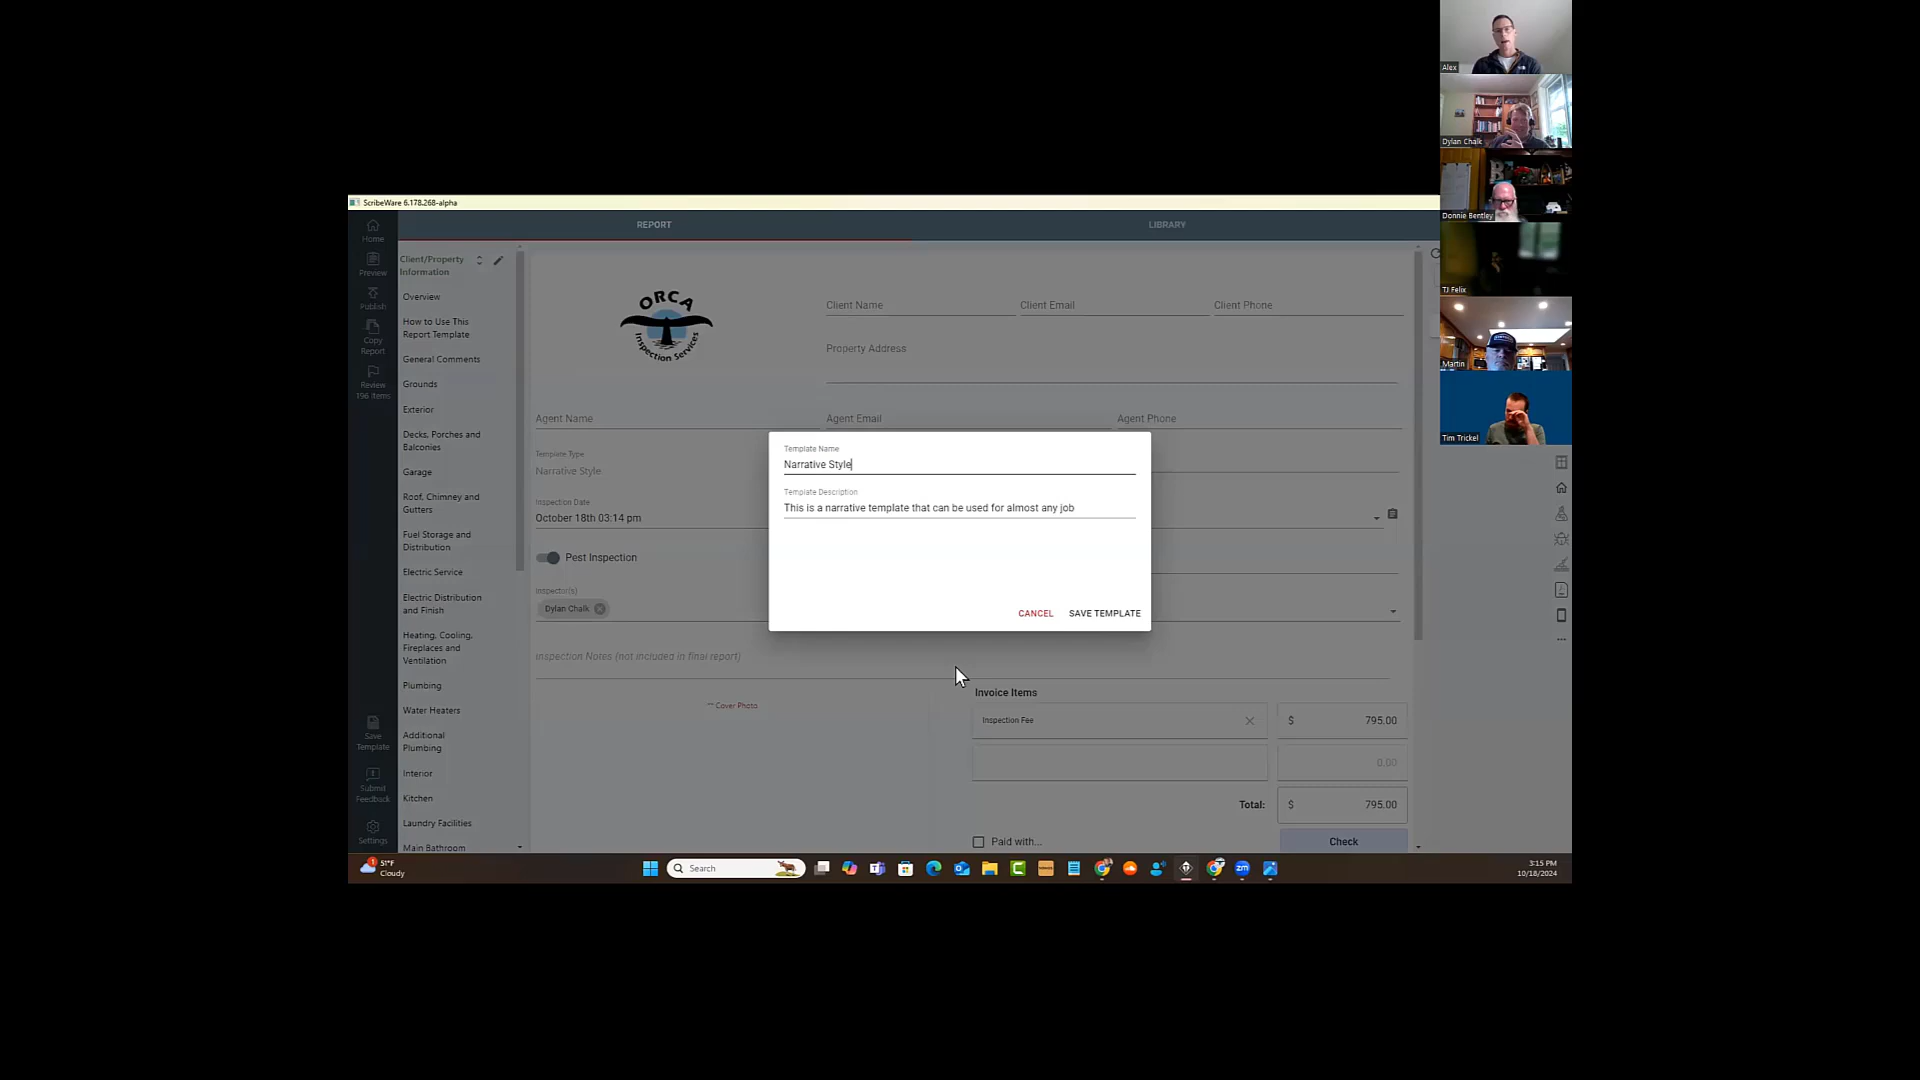 ScribeWare 6.178.268-alpha
REPORT
LIBRARY
Home
Preview
Publish
Copy
Report
Review
196 Items
Save
Template
Submit
Feedback
Settings
Client/Property
Information
Overview
How to Use This
Report Template
General Comments
Grounds
Exterior
Decks, Porches and
Balconies
Garage
Roof, Chimney and
Gutters
Fuel Storage and
Distribution
Electric Service
Electric Distribution
and Finish
Heating, Cooling,
Fireplaces and
Ventilation
Plumbing
Water Heaters
Additional
Plumbing
Interior
Kitchen
Laundry Facilities
Main Bathroom
ORCA
Inspection Services
Client Name
Client Email
Client Phone
Property Address
Agent Name
Agent Email
Agent Phone
Template Type
Narrative Style
Inspection Date
October 18th 03:14 pm
Pest Inspection
Inspector(s)
Dylan Chalk
Inspection Notes (not included in final report)
Cover Photo
Template Name
Narrative Style
Template Description
This is a narrative template that can be used for almost any job
CANCEL
SAVE TEMPLATE
Invoice Items
Inspection Fee
$ 795.00
0.00
Total:
$ 795.00
Paid with...
Check
Alex
Dylan Chalk
Donnie Bentley
TJ Felix
Martin
Tim Trickel
1
51°F
Cloudy
Search
zm
3:15 PM
10/18/2024